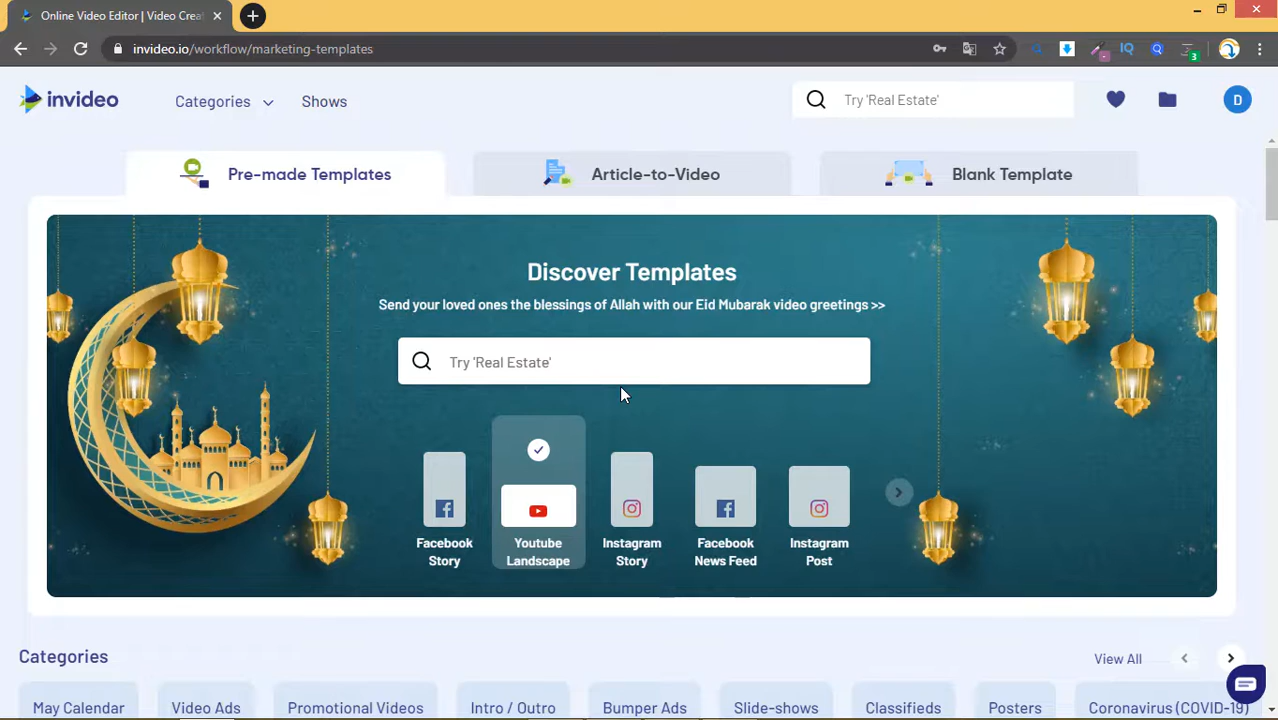 Online Video Editor | Video Crea
invideo.io/workflow/marketing-templates
IQ
3
invideo
Categories
Shows
Try 'Real Estate'
D
Pre-made Templates
Article-to-Video
Blank Template
Discover Templates
Send your loved ones the blessings of Allah with our Eid Mubarak video greetings >>
Try 'Real Estate'
Facebook Story
Youtube Landscape
Instagram Story
Facebook News Feed
Instagram Post
Categories
View All
May Calendar
Video Ads
Promotional Videos
Intro / Outro
Bumper Ads
Slide-shows
Classifieds
Posters
Coronavirus (COVID-19)